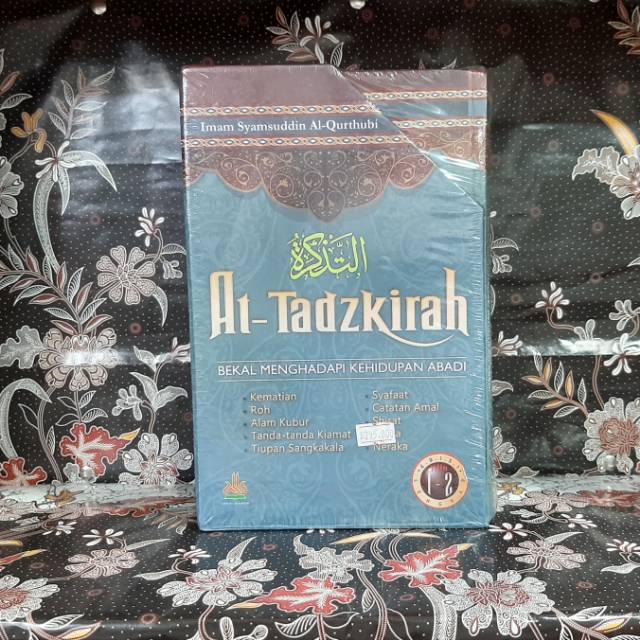 Imam Syamsuddin Al-Qurthubi
التذكرة
At-Tadzkirah
BEKAL MENGHADAPI KEHIDUPAN ABADI
• Kematian
• Roh
• Alam Kubur
• Tanda-tanda Kiamat
• Tiupan Sangkakala
• Syafaat
• Catatan Amal
• Neraka